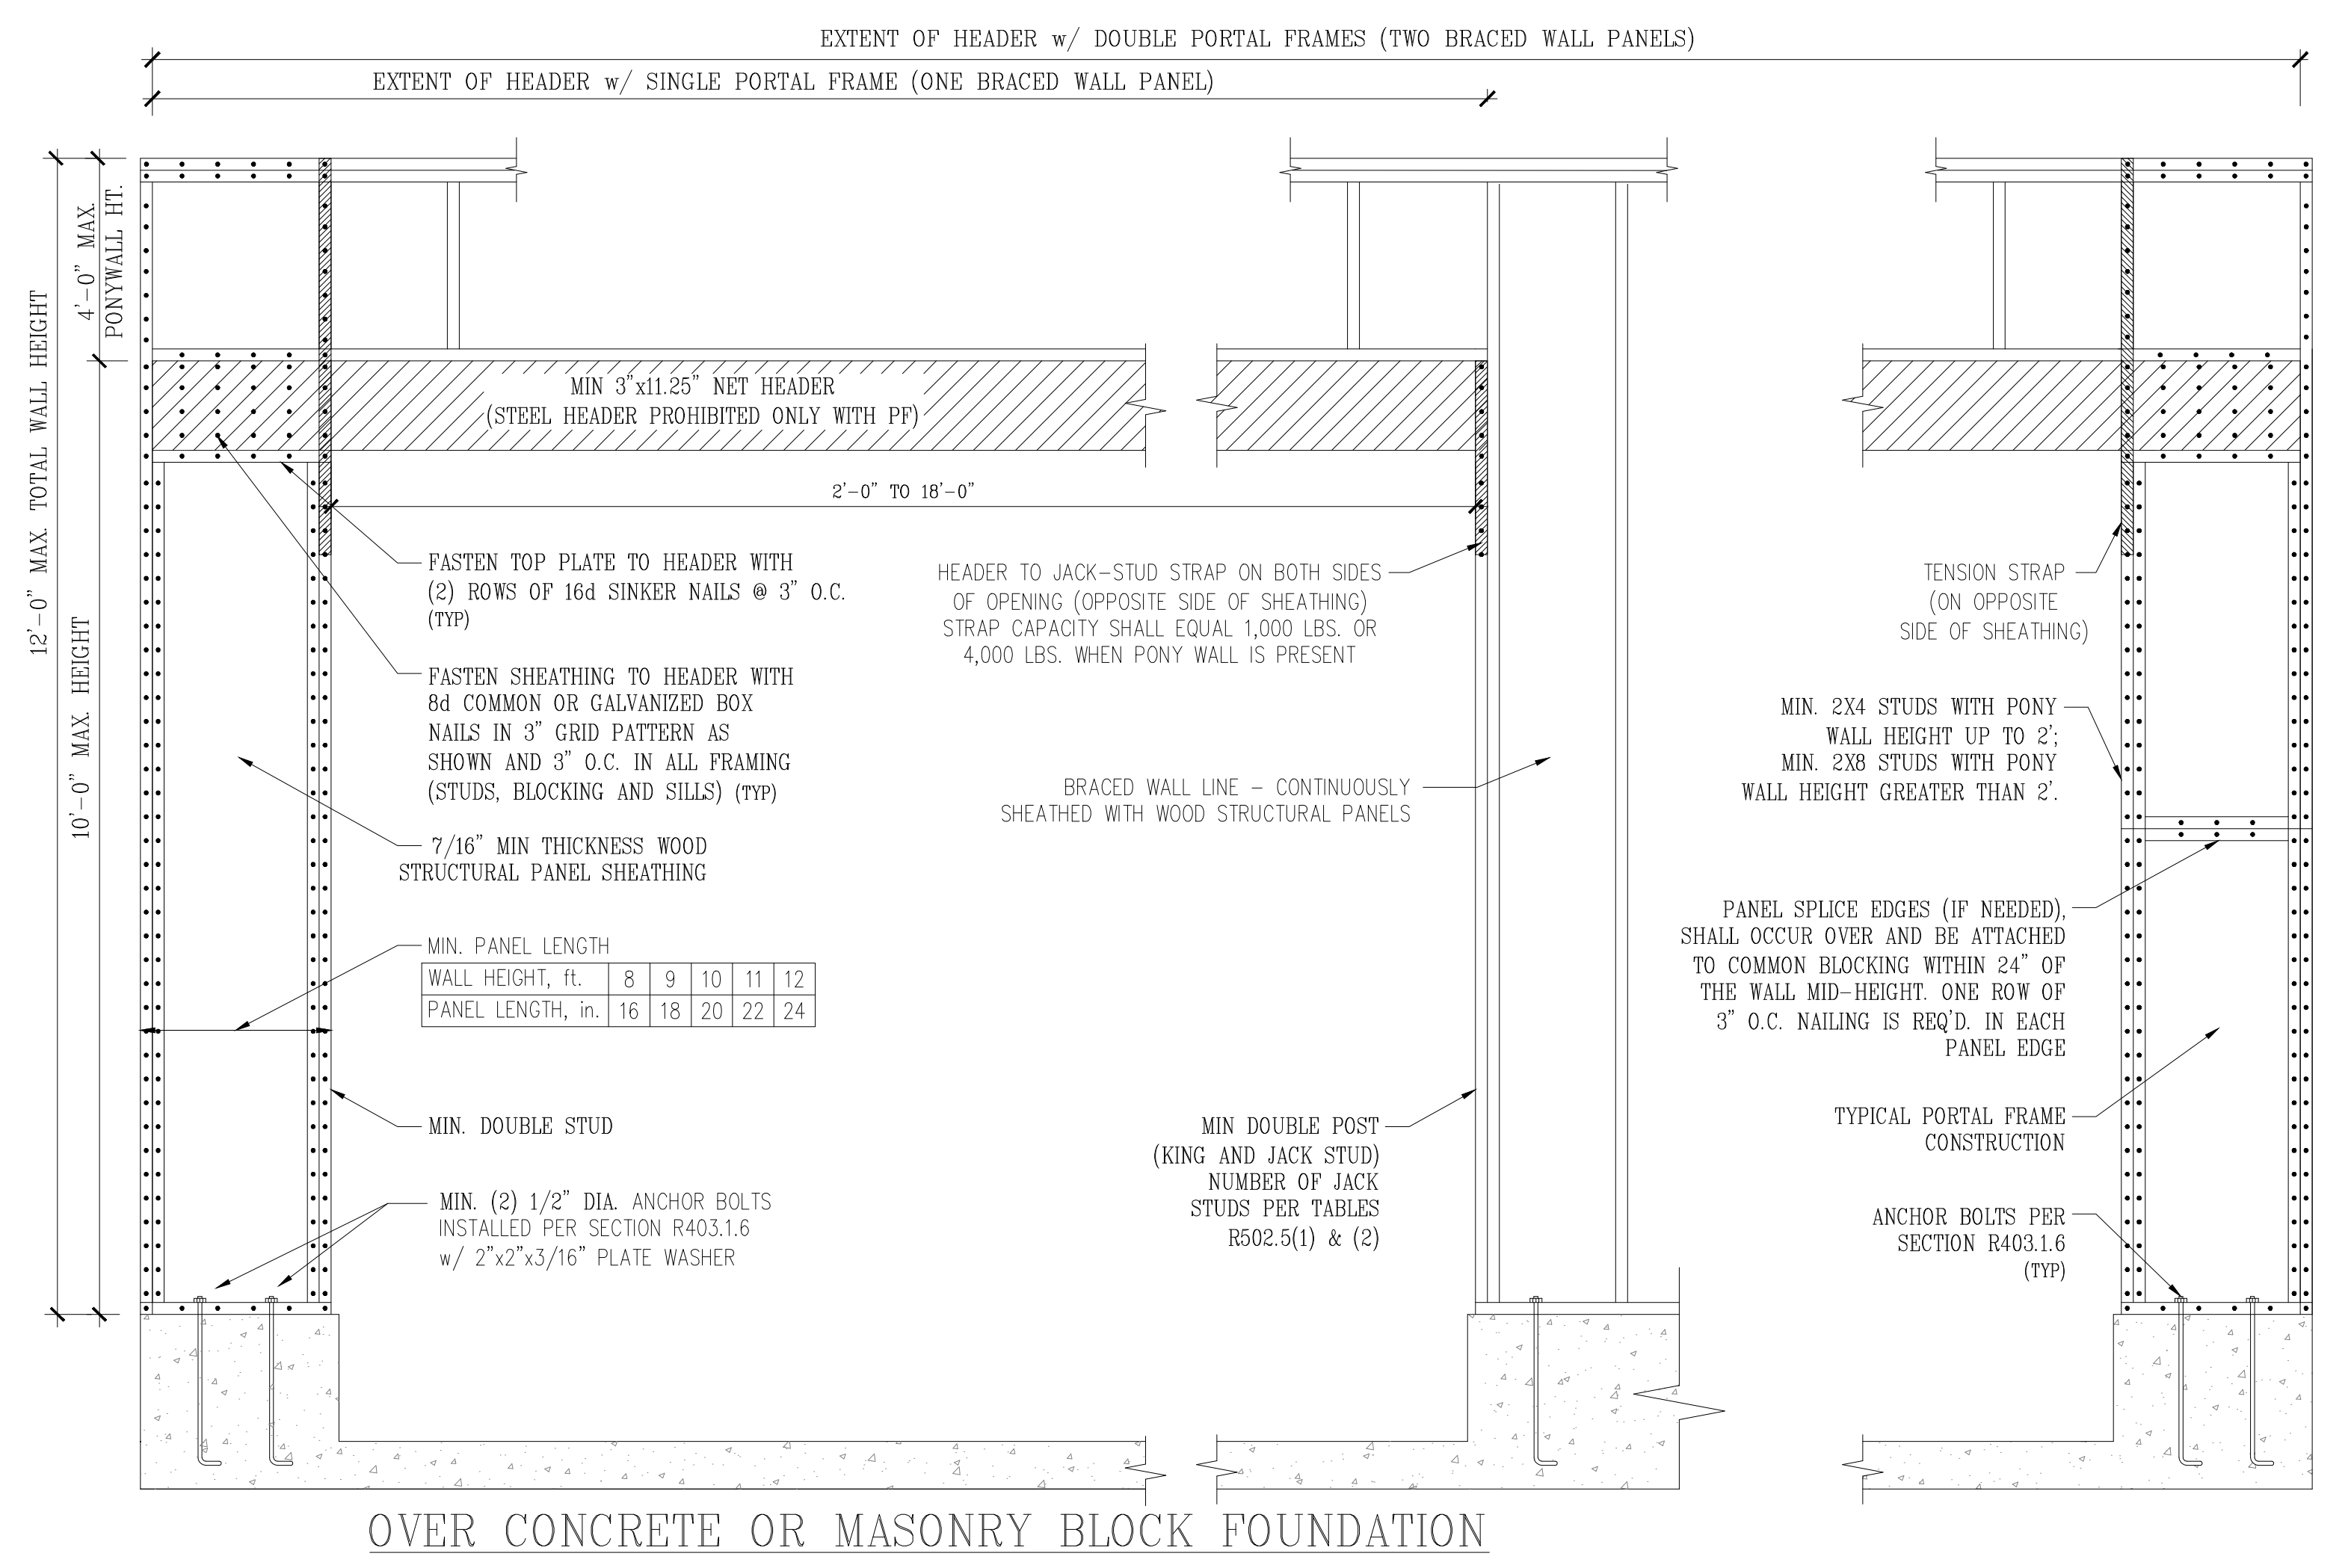 EXTENT OF HEADER w/ DOUBLE PORTAL FRAMES (TWO BRACED WALL PANELS)
EXTENT OF HEADER w/ SINGLE PORTAL FRAME (ONE BRACED WALL PANEL)
12'-0" MAX. TOTAL WALL HEIGHT
10'-0" MAX. HEIGHT
4'-0" MAX.
PONYWALL HT.
MIN 3"x11.25" NET HEADER
(STEEL HEADER PROHIBITED ONLY WITH PF)
2'-0" TO 18'-0"
FASTEN TOP PLATE TO HEADER WITH
(2) ROWS OF 16d SINKER NAILS @ 3" O.C.
(TYP)
FASTEN SHEATHING TO HEADER WITH
8d COMMON OR GALVANIZED BOX
NAILS IN 3" GRID PATTERN AS
SHOWN AND 3" O.C. IN ALL FRAMING
(STUDS, BLOCKING AND SILLS) (TYP)
7/16" MIN THICKNESS WOOD
STRUCTURAL PANEL SHEATHING
MIN. PANEL LENGTH
WALL HEIGHT, ft. 8 9 10 11 12
PANEL LENGTH, in. 16 18 20 22 24
MIN. DOUBLE STUD
MIN. (2) 1/2" DIA. ANCHOR BOLTS
INSTALLED PER SECTION R403.1.6
w/ 2"x2"x3/16" PLATE WASHER
HEADER TO JACK-STUD STRAP ON BOTH SIDES
OF OPENING (OPPOSITE SIDE OF SHEATHING)
STRAP CAPACITY SHALL EQUAL 1,000 LBS. OR
4,000 LBS. WHEN PONY WALL IS PRESENT
BRACED WALL LINE - CONTINUOUSLY
SHEATHED WITH WOOD STRUCTURAL PANELS
MIN DOUBLE POST
(KING AND JACK STUD)
NUMBER OF JACK
STUDS PER TABLES
R502.5(1) & (2)
TENSION STRAP
(ON OPPOSITE
SIDE OF SHEATHING)
MIN. 2X4 STUDS WITH PONY
WALL HEIGHT UP TO 2';
MIN. 2X8 STUDS WITH PONY
WALL HEIGHT GREATER THAN 2'.
PANEL SPLICE EDGES (IF NEEDED),
SHALL OCCUR OVER AND BE ATTACHED
TO COMMON BLOCKING WITHIN 24" OF
THE WALL MID-HEIGHT. ONE ROW OF
3" O.C. NAILING IS REQ'D. IN EACH
PANEL EDGE
TYPICAL PORTAL FRAME
CONSTRUCTION
ANCHOR BOLTS PER
SECTION R403.1.6
(TYP)
OVER CONCRETE OR MASONRY BLOCK FOUNDATION